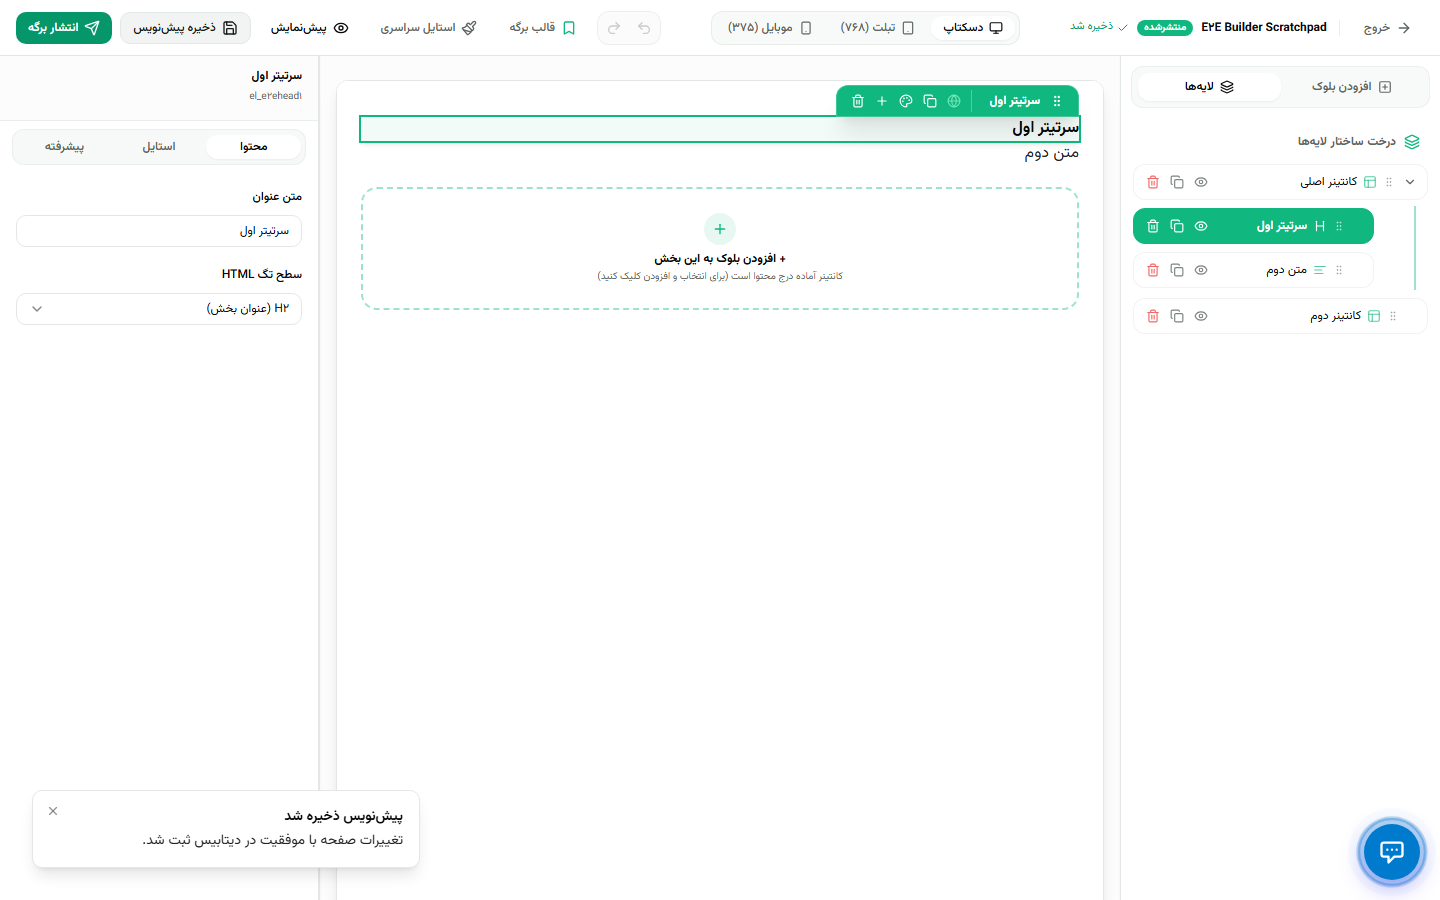 خروج
E۲E Builder Scratchpad
منتشرشده
ذخیره شد
دسکتاپ
تبلت (۷۶۸)
موبایل (۳۷۵)
قالب برگه
استایل سراسری
پیش‌نمایش
ذخیره پیش‌نویس
انتشار برگه
افزودن بلوک
لایه‌ها
درخت ساختار لایه‌ها
کانتینر اصلی
سرتیتر اول
متن دوم
کانتینر دوم
سرتیتر اول
سرتیتر اول
متن دوم
+ افزودن بلوک به این بخش
کانتینر آماده درج محتوا است (برای انتخاب و افزودن کلیک کنید)
سرتیتر اول
el_e۲ehead۱
محتوا
استایل
پیشرفته
متن عنوان
سرتیتر اول
سطح تگ HTML
H۲ (عنوان بخش)
پیش‌نویس ذخیره شد
تغییرات صفحه با موفقیت در دیتابیس ثبت شد.